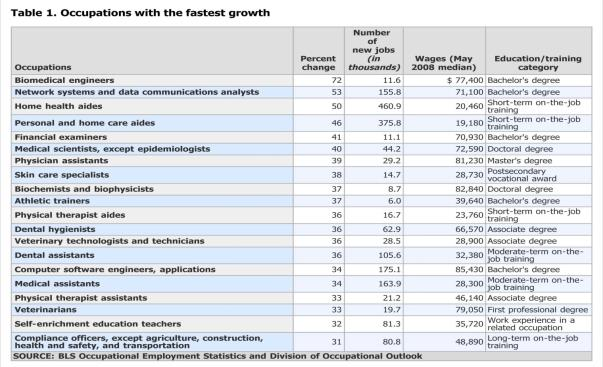 Table 1. Occupations with the fastest growth
Occupations Percent change Number of new jobs (in thousands) Wages (May 2008 median) Education/training category
Biomedical engineers 72 11.6 $ 77,400 Bachelor's degree
Network systems and data communications analysts 53 155.8 71,100 Bachelor's degree
Home health aides 50 460.9 20,460 Short-term on-the-job training
Personal and home care aides 46 375.8 19,180 Short-term on-the-job training
Financial examiners 41 11.1 70,930 Bachelor's degree
Medical scientists, except epidemiologists 40 44.2 72,590 Doctoral degree
Physician assistants 39 29.2 81,230 Master's degree
Skin care specialists 38 14.7 28,730 Postsecondary vocational award
Biochemists and biophysicists 37 8.7 82,840 Doctoral degree
Athletic trainers 37 6.0 39,640 Bachelor's degree
Physical therapist aides 36 16.7 23,760 Short-term on-the-job training
Dental hygienists 36 62.9 66,570 Associate degree
Veterinary technologists and technicians 36 28.5 28,900 Associate degree
Dental assistants 36 105.6 32,380 Moderate-term on-the-job training
Computer software engineers, applications 34 175.1 85,430 Bachelor's degree
Medical assistants 34 163.9 28,300 Moderate-term on-the-job training
Physical therapist assistants 33 21.2 46,140 Associate degree
Veterinarians 33 19.7 79,050 First professional degree
Self-enrichment education teachers 32 81.3 35,720 Work experience in a related occupation
Compliance officers, except agriculture, construction, health and safety, and transportation 31 80.8 48,890 Long-term on-the-job training
SOURCE: BLS Occupational Employment Statistics and Division of Occupational Outlook